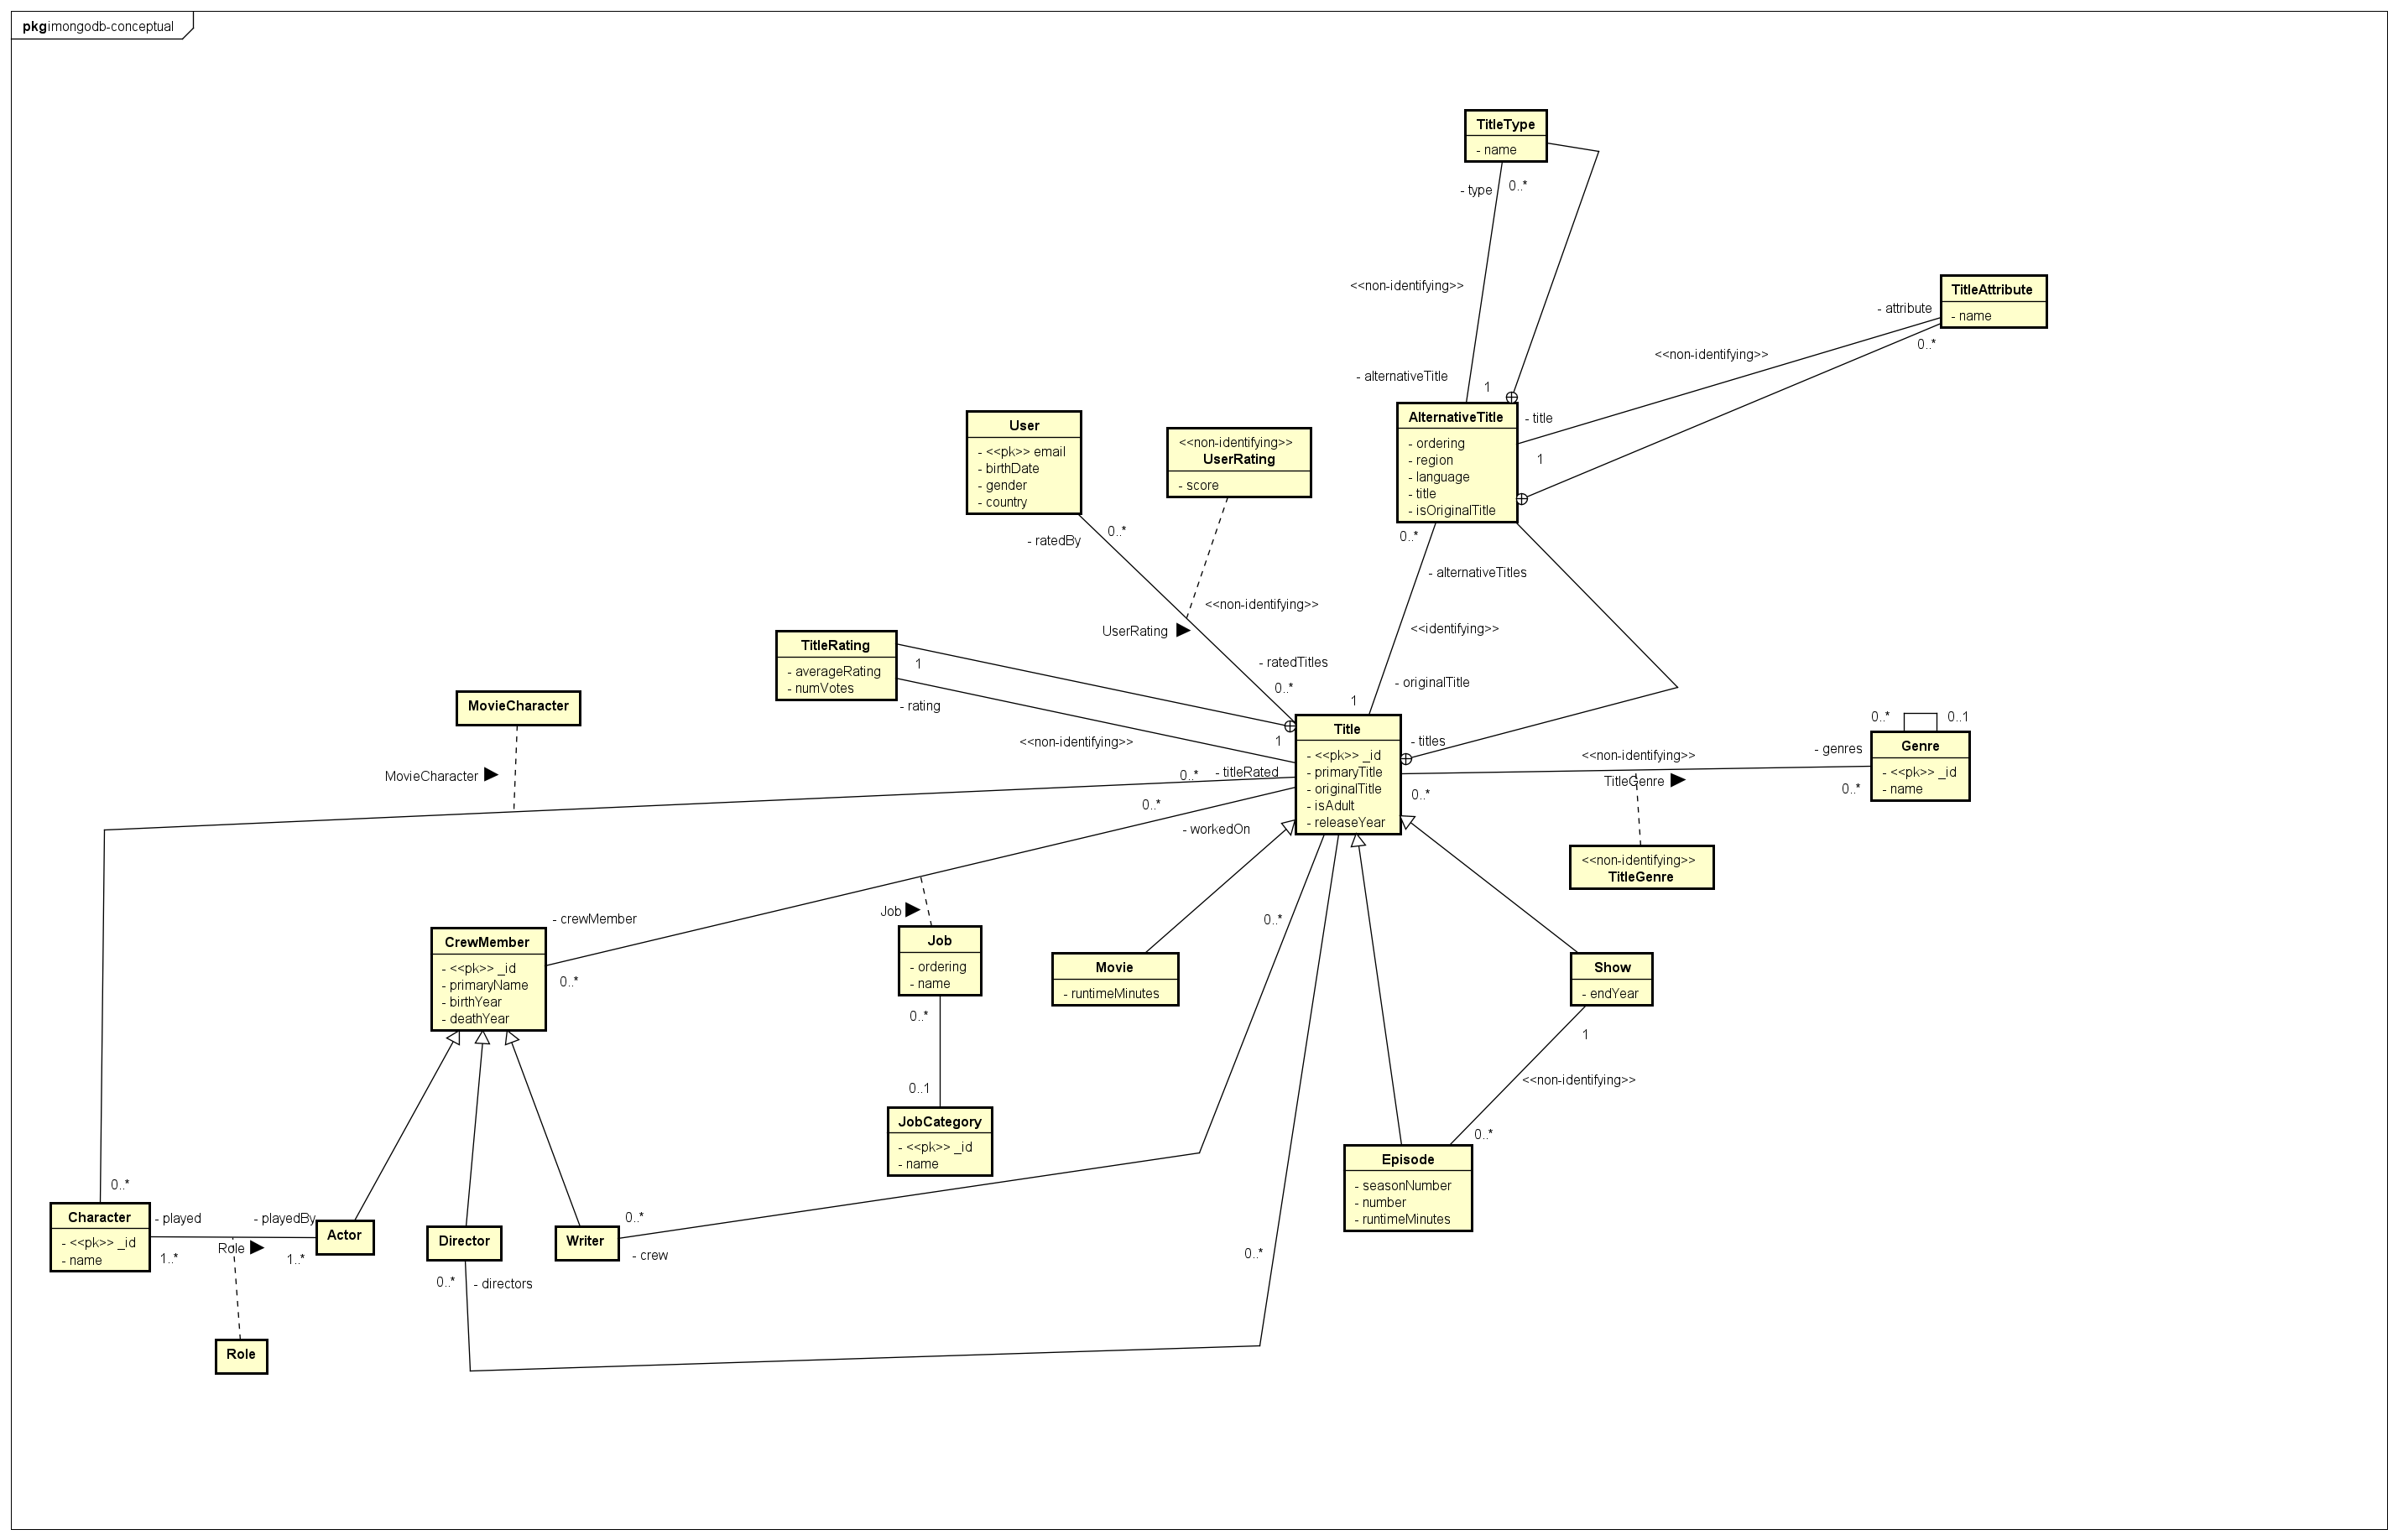 pkg imongodb-conceptual
TitleType
- name
- type
0..*
<<non-identifying>>
- alternativeTitle
1
TitleAttribute
- name
- attribute
0..*
<<non-identifying>>
- title
1
AlternativeTitle
- ordering
- region
- language
- title
- isOriginalTitle
0..*
- alternativeTitles
<<identifying>>
- originalTitle
1
User
- <<pk>> email
- birthDate
- gender
- country
0..*
- ratedBy
<<non-identifying>>
UserRating
- score
<<non-identifying>>
UserRating
- ratedTitles
0..*
TitleRating
- averageRating
- numVotes
1
- rating
<<non-identifying>>
1
- titleRated
MovieCharacter
MovieCharacter
0..*
0..*
- workedOn
Title
- <<pk>> _id
- primaryTitle
- originalTitle
- isAdult
- releaseYear
- titles
0..*
<<non-identifying>>
TitleGenre
- genres
0..*
0..*
0..1
Genre
- <<pk>> _id
- name
<<non-identifying>>
TitleGenre
- crewMember
0..*
CrewMember
- <<pk>> _id
- primaryName
- birthYear
- deathYear
Job
Job
- ordering
- name
0..*
0..1
JobCategory
- <<pk>> _id
- name
Movie
- runtimeMinutes
0..*
Show
- endYear
1
<<non-identifying>>
0..*
Episode
- seasonNumber
- number
- runtimeMinutes
0..*
0..*
Character
- <<pk>> _id
- name
- played
- playedBy
1..*
Role
1..*
Actor
Director
0..*
- directors
Writer
0..*
- crew
Role